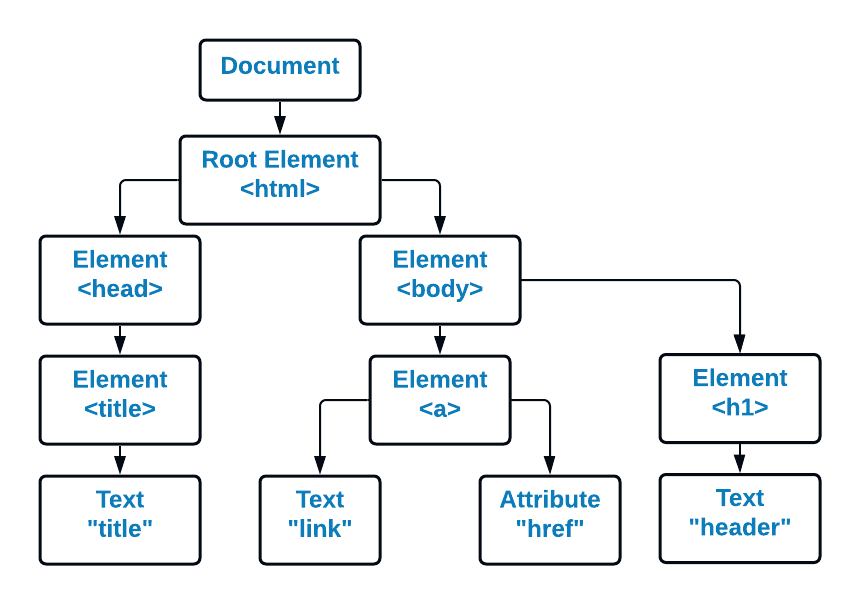 Document
Root Element
<html>
Element
<head>
Element
<body>
Element
<title>
Element
<a>
Element
<h1>
Text
"title"
Text
"link"
Attribute
"href"
Text
"header"